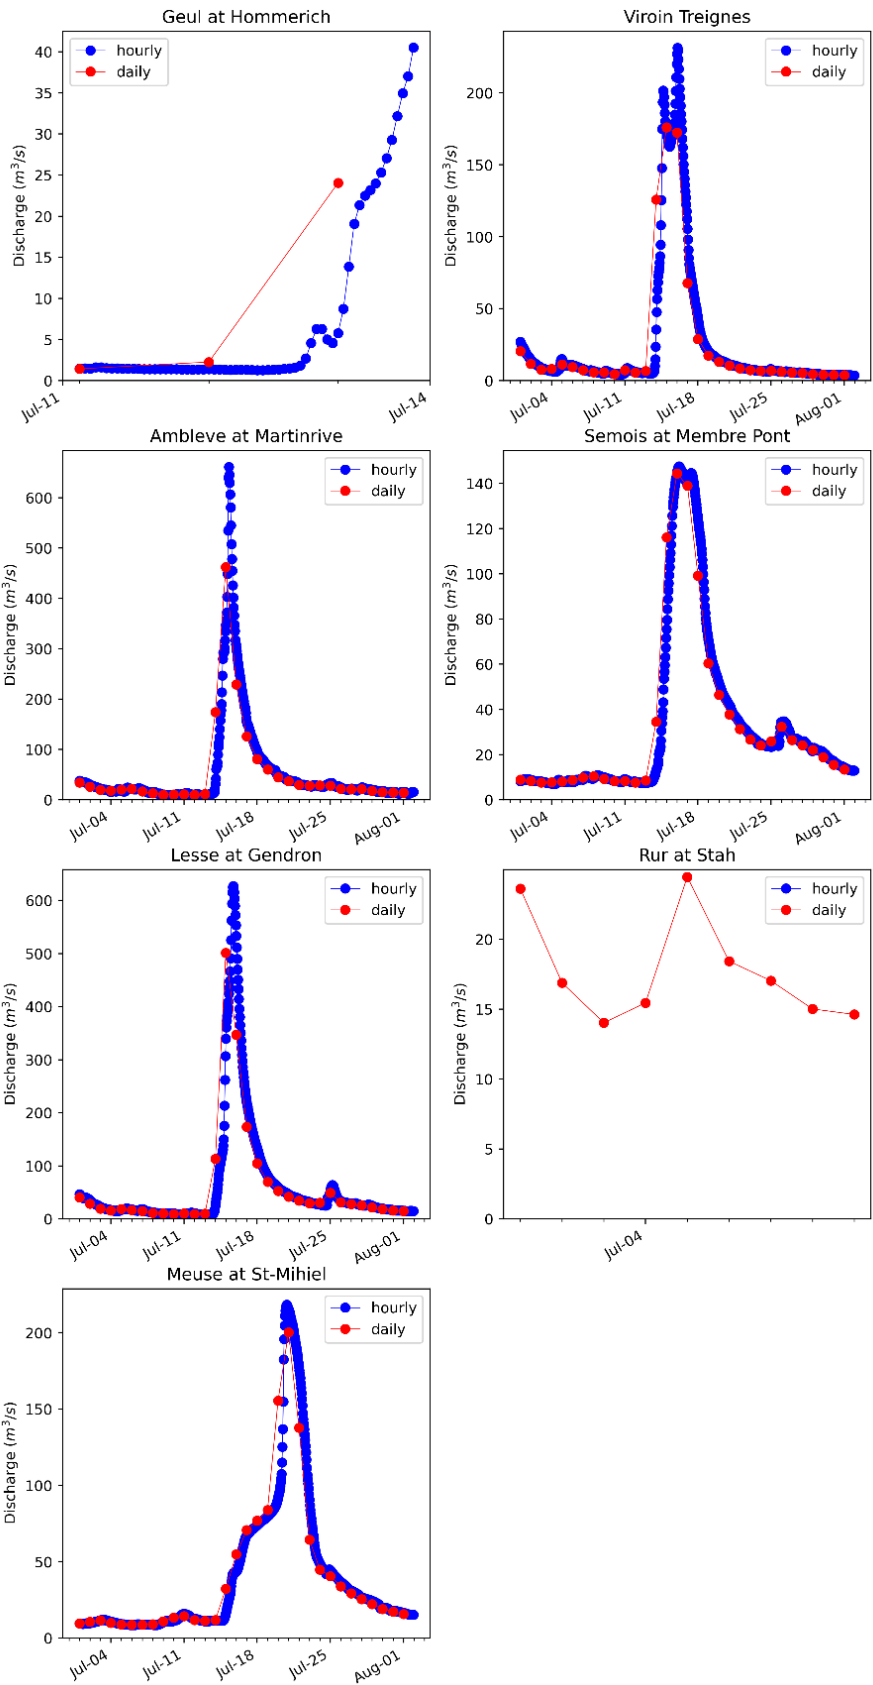 Geul at Hommerich
hourly
daily
Discharge (m³/s)
40
35
30
25
20
15
10
5
0
Jul-11
Jul-14
Viroin Treignes
hourly
daily
Discharge (m³/s)
200
150
100
50
0
Jul-04
Jul-11
Jul-18
Jul-25
Aug-01
Ambleve at Martinrive
hourly
daily
Discharge (m³/s)
600
500
400
300
200
100
0
Jul-04
Jul-11
Jul-18
Jul-25
Aug-01
Semois at Membre Pont
hourly
daily
Discharge (m³/s)
140
120
100
80
60
40
20
0
Jul-04
Jul-11
Jul-18
Jul-25
Aug-01
Lesse at Gendron
hourly
daily
Discharge (m³/s)
600
500
400
300
200
100
0
Jul-04
Jul-11
Jul-18
Jul-25
Aug-01
Rur at Stah
hourly
daily
Discharge (m³/s)
20
15
10
5
0
Jul-04
Meuse at St-Mihiel
hourly
daily
Discharge (m³/s)
200
150
100
50
0
Jul-04
Jul-11
Jul-18
Jul-25
Aug-01